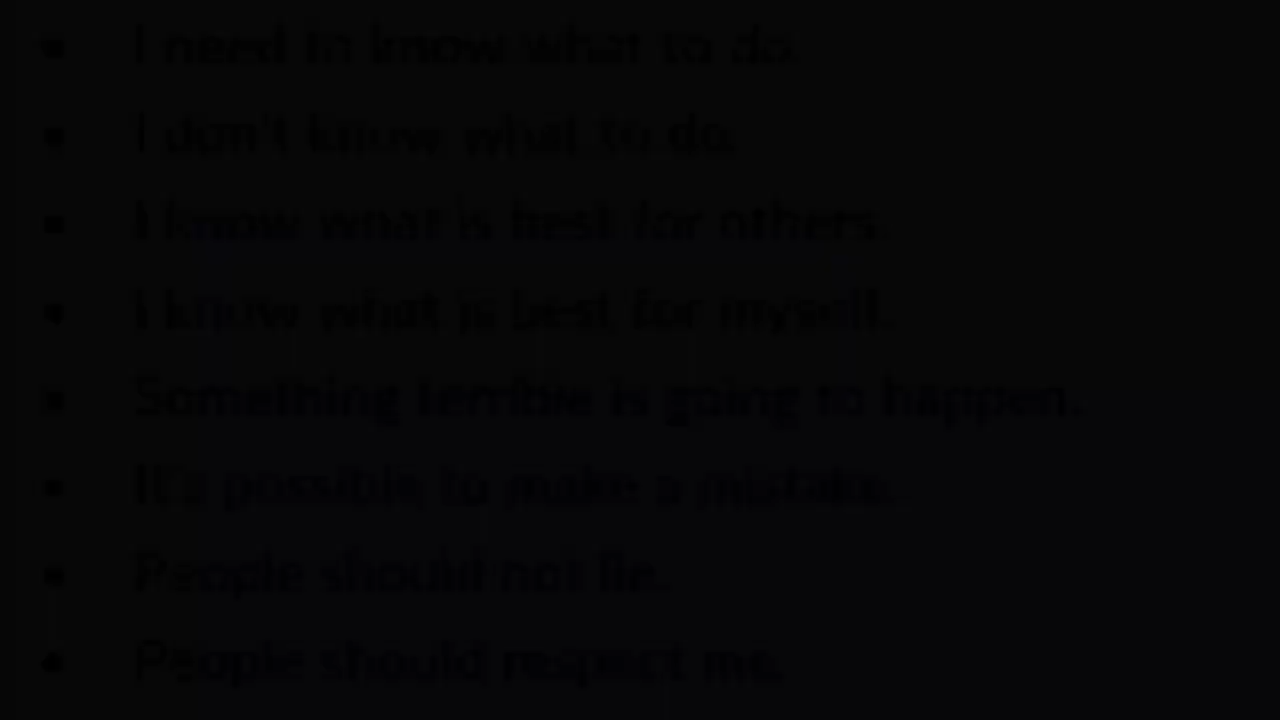 • I need to know what to do.
• I don't know what to do.
• I know what is best for others.
• I know what is best for myself.
• Something terrible is going to happen.
• It's possible to make a mistake.
• People should not lie.
• People should respect me.